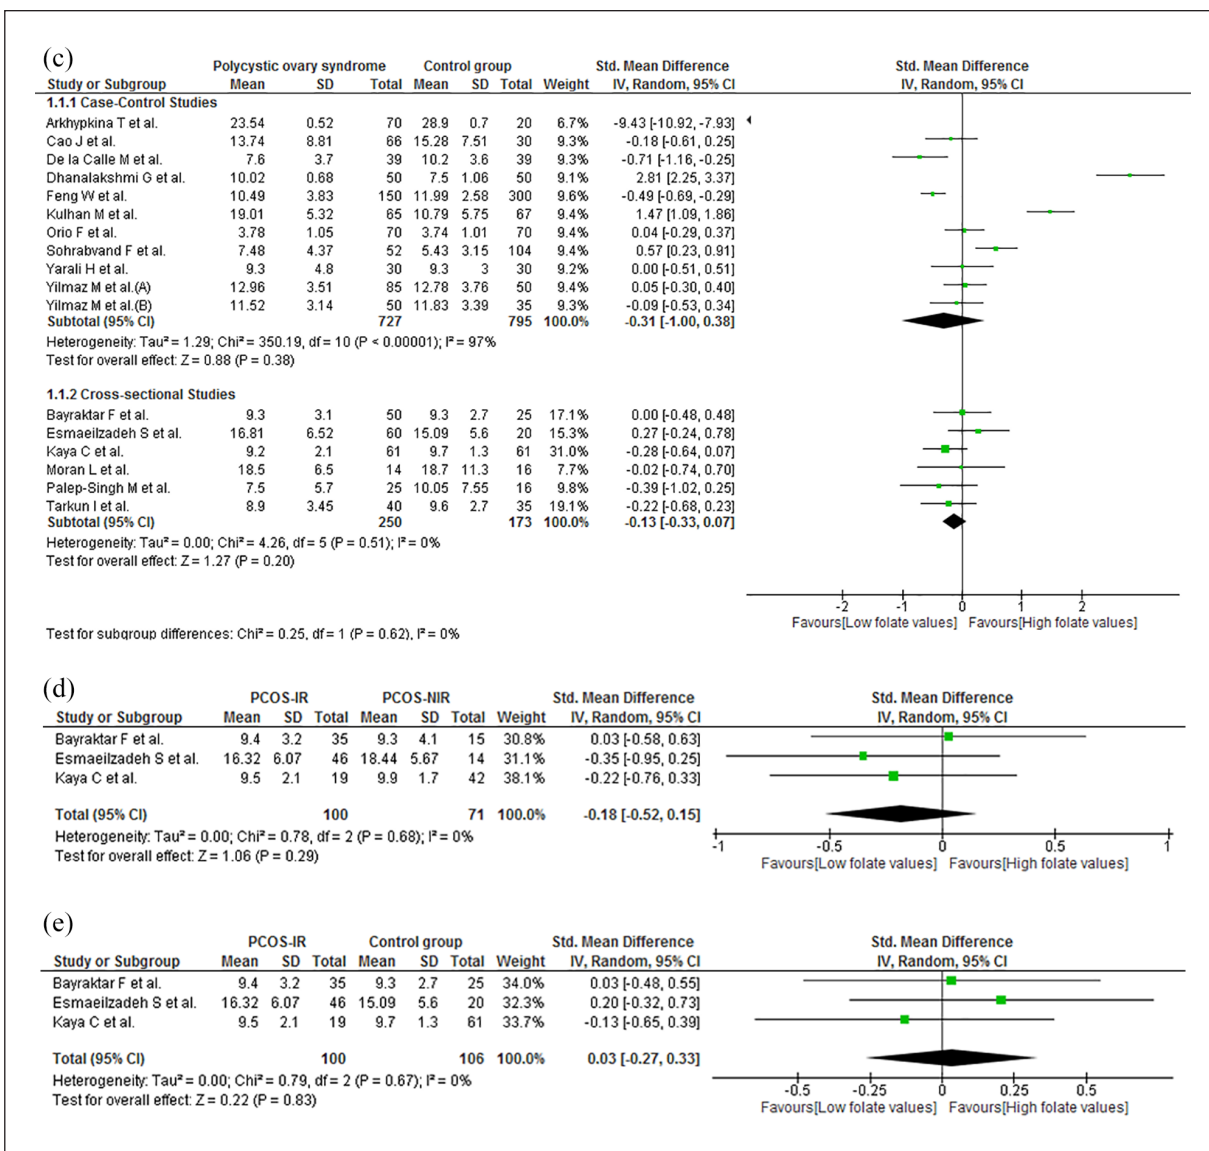 (c)
Polycystic ovary syndrome Control group Std. Mean Difference Std. Mean Difference
Study or Subgroup Mean SD Total Mean SD Total Weight IV, Random, 95% CI IV, Random, 95% CI
1.1.1 Case-Control Studies
Arkhypkina T et al. 23.54 0.52 70 28.9 0.7 20 6.7% -9.43 [-10.92, -7.93]
Cao J et al. 13.74 8.81 66 15.28 7.51 30 9.3% -0.18 [-0.61, 0.25]
De la Calle M et al. 7.6 3.7 39 10.2 3.6 39 9.3% -0.71 [-1.16, -0.25]
Dhanalakshmi G et al. 10.02 0.68 50 7.5 1.06 50 9.1% 2.81 [2.25, 3.37]
Feng W et al. 10.49 3.83 150 11.99 2.58 300 9.6% -0.49 [-0.69, -0.29]
Kulhan M et al. 19.01 5.32 65 10.79 5.75 67 9.4% 1.47 [1.09, 1.86]
Orio F et al. 3.78 1.05 70 3.74 1.01 70 9.5% 0.04 [-0.29, 0.37]
Sohrabvand F et al. 7.48 4.37 52 5.43 3.15 104 9.5% 0.57 [0.23, 0.91]
Yarali H et al. 9.3 4.8 30 9.3 3 30 9.2% 0.00 [-0.51, 0.51]
Yilmaz M et al.(A) 12.96 3.51 85 12.78 3.76 50 9.5% 0.05 [-0.30, 0.40]
Yilmaz M et al.(B) 11.52 3.14 50 11.83 3.39 35 9.3% -0.09 [-0.53, 0.34]
Subtotal (95% CI) 727 795 100.0% -0.31 [-1.00, 0.38]
Heterogeneity: Tau² = 1.29; Chi² = 350.19, df = 10 (P < 0.00001); I² = 97%
Test for overall effect: Z = 0.88 (P = 0.38)
1.1.2 Cross-sectional Studies
Bayraktar F et al. 9.3 3.1 50 9.3 2.7 25 17.1% 0.00 [-0.48, 0.48]
Esmaeilzadeh S et al. 16.81 6.52 60 15.09 5.6 20 15.3% 0.27 [-0.24, 0.78]
Kaya C et al. 9.2 2.1 61 9.7 1.3 61 31.0% -0.28 [-0.64, 0.07]
Moran L et al. 18.5 6.5 14 18.7 11.3 16 7.7% -0.02 [-0.74, 0.70]
Palep-Singh M et al. 7.5 5.7 25 10.05 7.55 16 9.8% -0.39 [-1.02, 0.25]
Tarkun I et al. 8.9 3.45 40 9.6 2.7 35 19.1% -0.22 [-0.68, 0.23]
Subtotal (95% CI) 250 173 100.0% -0.13 [-0.33, 0.07]
Heterogeneity: Tau² = 0.00; Chi² = 4.26, df = 5 (P = 0.51); I² = 0%
Test for overall effect: Z = 1.27 (P = 0.20)
-2 -1 0 1 2
Favours[Low folate values] Favours[High folate values]
Test for subgroup differences: Chi² = 0.25, df = 1 (P = 0.62), I² = 0%
(d)
PCOS-IR PCOS-NIR Std. Mean Difference Std. Mean Difference
Study or Subgroup Mean SD Total Mean SD Total Weight IV, Random, 95% CI IV, Random, 95% CI
Bayraktar F et al. 9.4 3.2 35 9.3 4.1 15 30.8% 0.03 [-0.58, 0.63]
Esmaeilzadeh S et al. 16.32 6.07 46 18.44 5.67 14 31.1% -0.35 [-0.95, 0.25]
Kaya C et al. 9.5 2.1 19 9.9 1.7 42 38.1% -0.22 [-0.76, 0.33]
Total (95% CI) 100 71 100.0% -0.18 [-0.52, 0.15]
Heterogeneity: Tau² = 0.00; Chi² = 0.78, df = 2 (P = 0.68); I² = 0%
Test for overall effect: Z = 1.06 (P = 0.29)
-1 -0.5 0 0.5 1
Favours[Low folate values] Favours[High folate values]
(e)
PCOS-IR Control group Std. Mean Difference Std. Mean Difference
Study or Subgroup Mean SD Total Mean SD Total Weight IV, Random, 95% CI IV, Random, 95% CI
Bayraktar F et al. 9.4 3.2 35 9.3 2.7 25 34.0% 0.03 [-0.48, 0.55]
Esmaeilzadeh S et al. 16.32 6.07 46 15.09 5.6 20 32.3% 0.20 [-0.32, 0.73]
Kaya C et al. 9.5 2.1 19 9.7 1.3 61 33.7% -0.13 [-0.65, 0.39]
Total (95% CI) 100 106 100.0% 0.03 [-0.27, 0.33]
Heterogeneity: Tau² = 0.00; Chi² = 0.79, df = 2 (P = 0.67); I² = 0%
Test for overall effect: Z = 0.22 (P = 0.83)
-0.5 -0.25 0 0.25 0.5
Favours[Low folate values] Favours[High folate values]